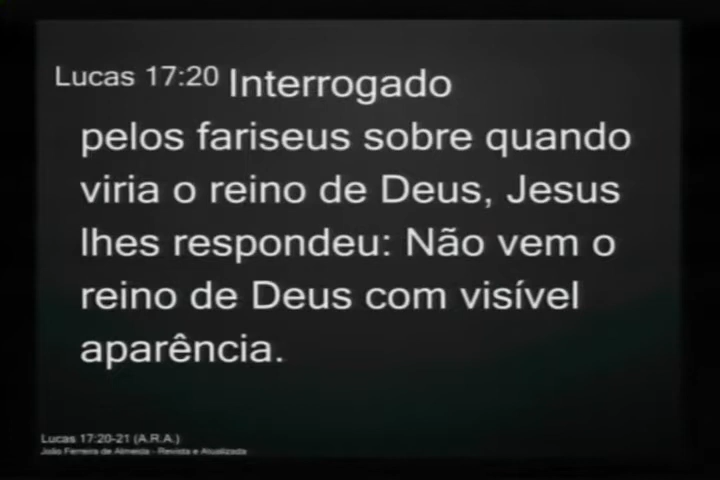 Lucas 17:20 Interrogado
pelos fariseus sobre quando
viria o reino de Deus, Jesus
lhes respondeu: Não vem o
reino de Deus com visível
aparência.
Lucas 17:20-21 (A.R.A.)
João Ferreira de Almeida - Revista e Atualizada